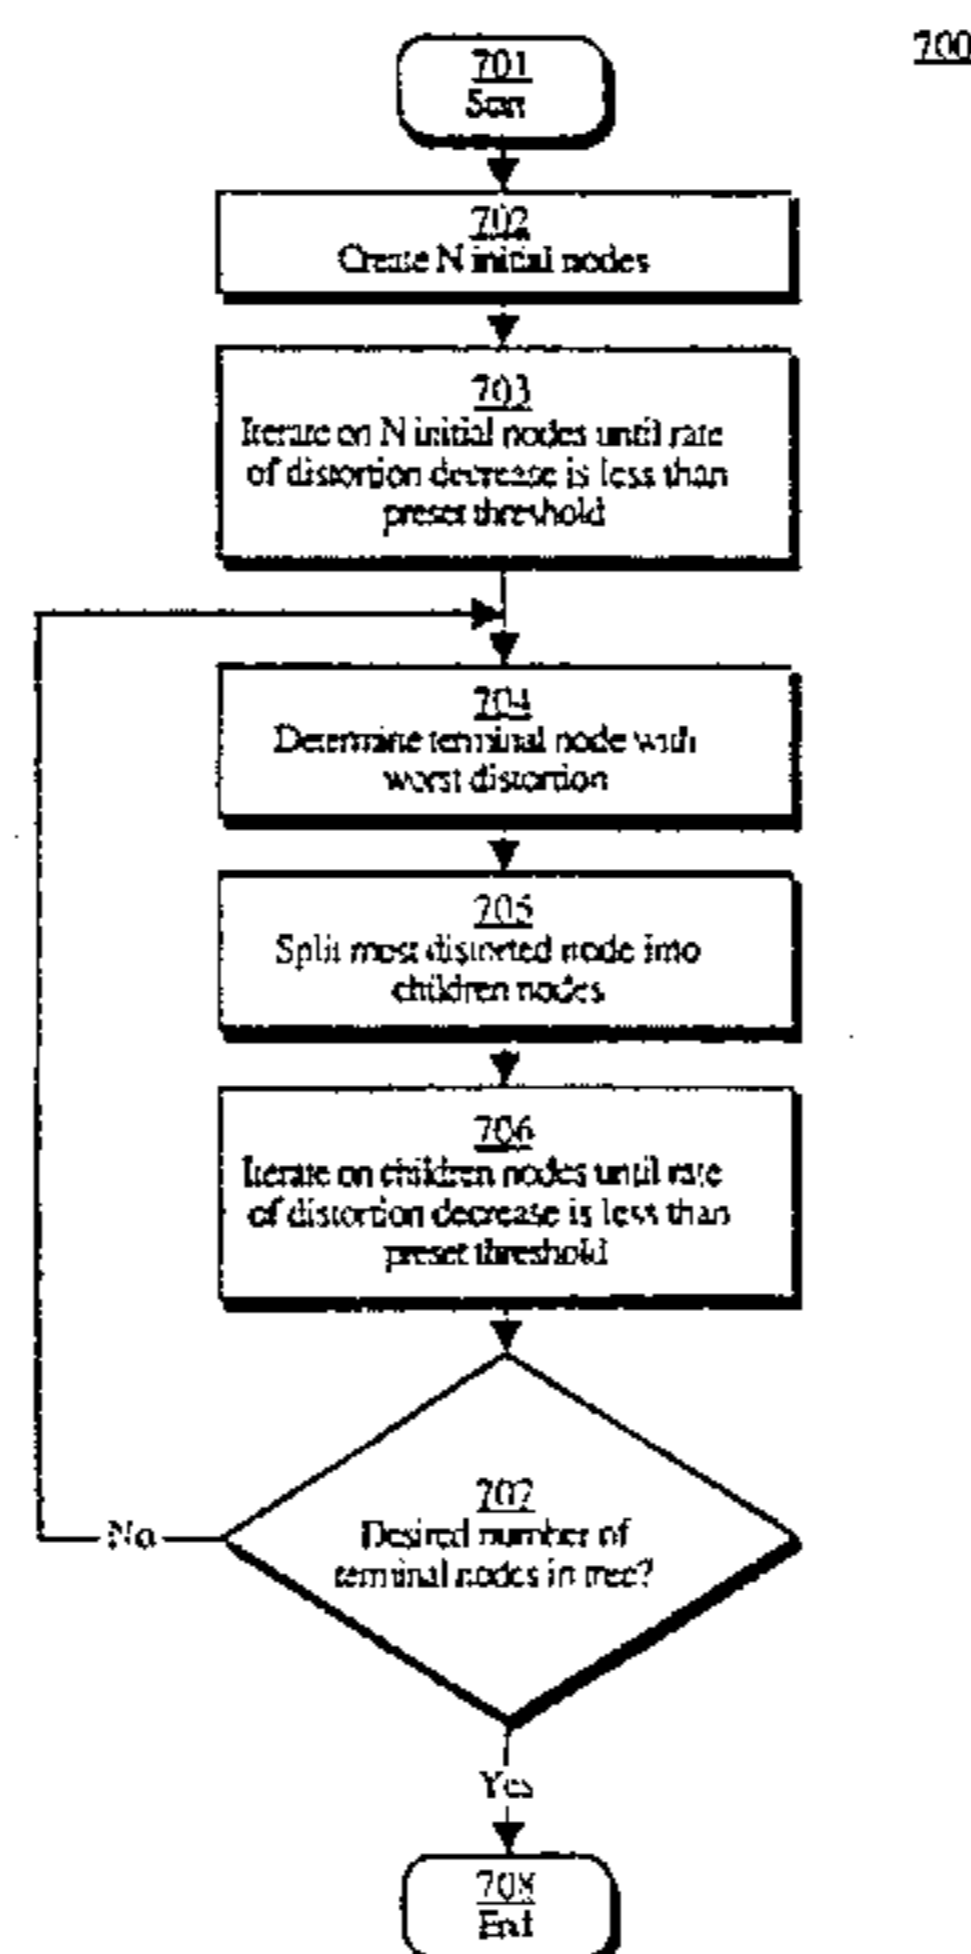 700
701
Start
702
Create N initial nodes
703
Iterate on N initial nodes until rate
of distortion decrease is less than
preset threshold
704
Determine terminal node with
worst distortion
705
Split most distorted node into
children nodes
706
Iterate on children nodes until rate
of distortion decrease is less than
preset threshold
707
Desired number of
terminal nodes in tree?
No
Yes
708
End